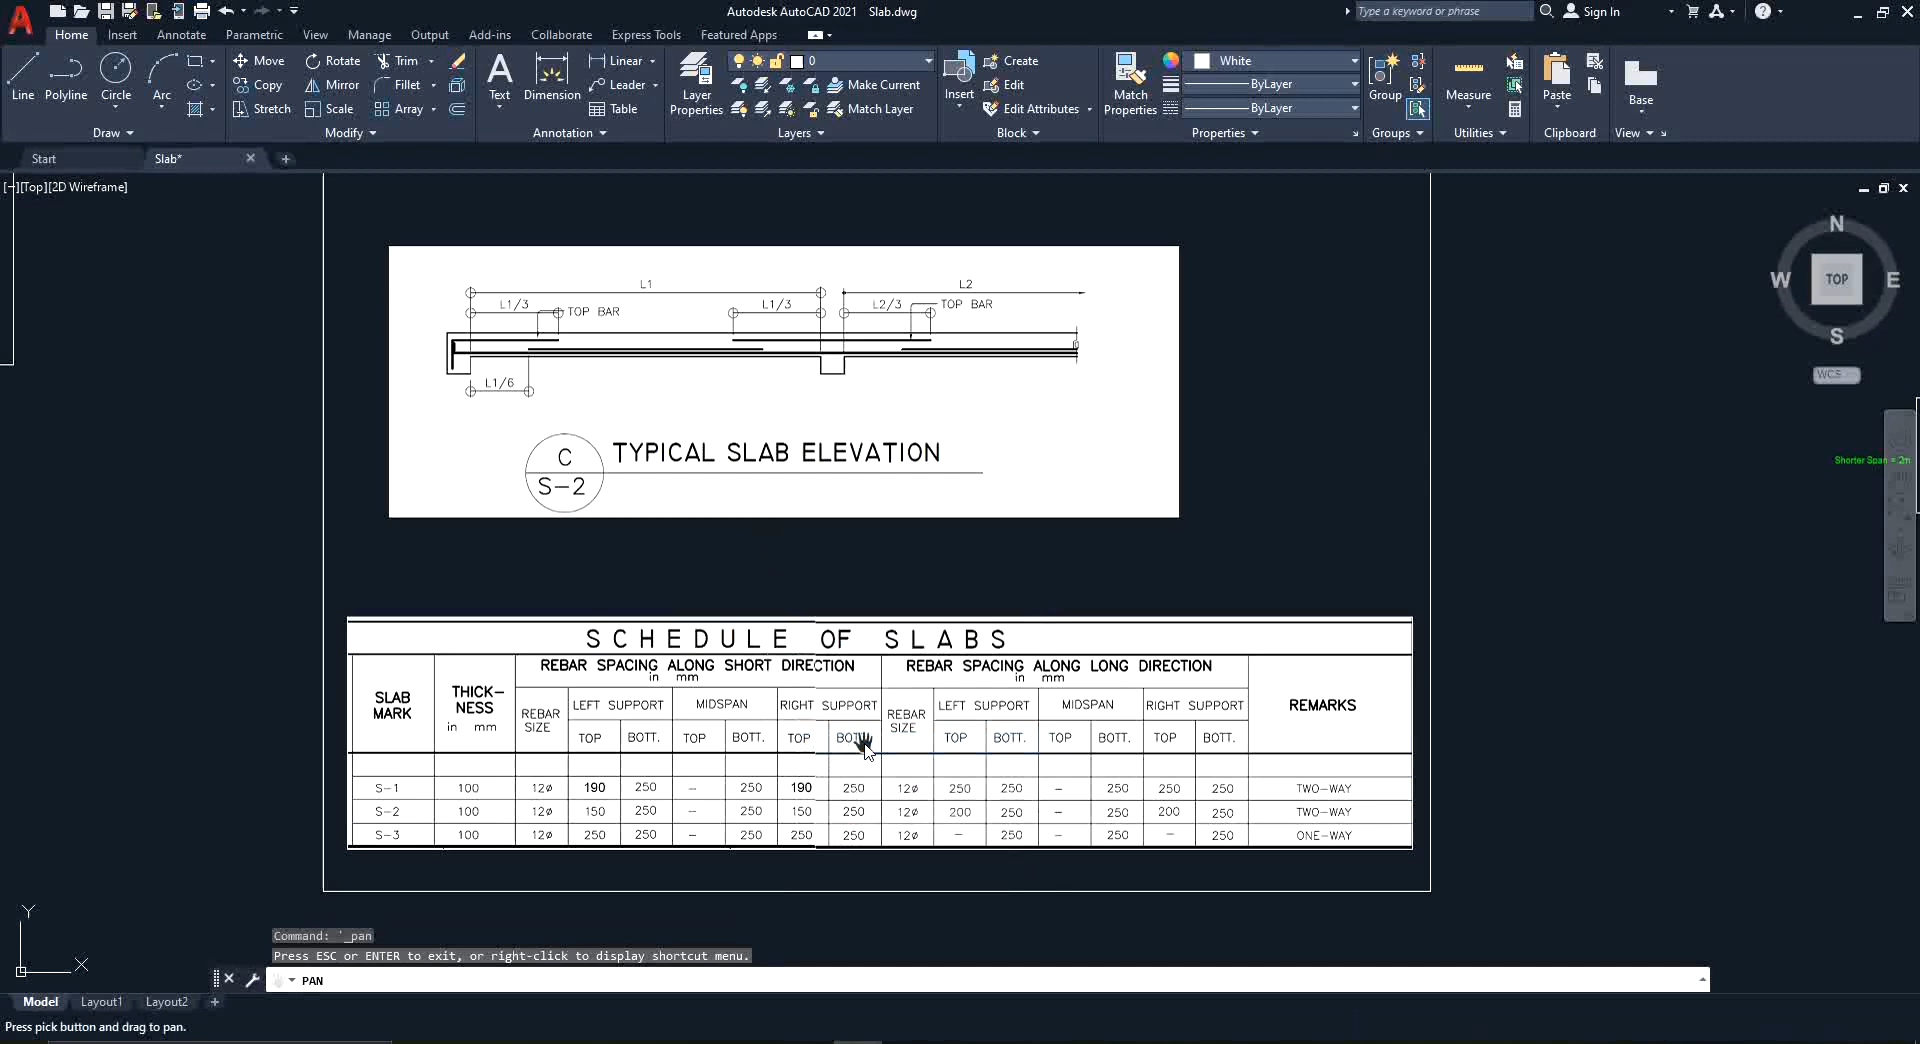 Autodesk AutoCAD 2021 Slab.dwg
Type a keyword or phrase
Sign In
Home Insert Annotate Parametric View Manage Output Add-ins Collaborate Express Tools Featured Apps
Move Rotate Trim Linear 0 Create White
Copy Mirror Fillet Leader Make Current Edit ByLayer
Line Polyline Circle Arc Text Dimension Layer Properties Insert Match Properties Group Measure Paste Base
Stretch Scale Array Table Match Layer Edit Attributes ByLayer
Draw Modify Annotation Layers Block Properties Groups Utilities Clipboard View
Start Slab*
[−][Top][2D Wireframe]
N
W TOP E
S
WCS
L1 L2
L1/3 TOP BAR L1/3 L2/3 TOP BAR
L1/6
C
S-2
TYPICAL SLAB ELEVATION
Shorter Span = 2m
SCHEDULE OF SLABS
SLAB MARK
THICK-NESS
in mm
REBAR SPACING ALONG SHORT DIRECTION
in mm
REBAR SPACING ALONG LONG DIRECTION
in mm
REMARKS
REBAR SIZE LEFT SUPPORT MIDSPAN RIGHT SUPPORT REBAR SIZE LEFT SUPPORT MIDSPAN RIGHT SUPPORT
TOP BOTT. TOP BOTT. TOP TOP BOTT. TOP BOTT. TOP BOTT.
S-1 100 12ø 190 250 – 250 190 250 12ø 250 250 – 250 250 250 TWO-WAY
S-2 100 12ø 150 250 – 250 150 250 12ø 200 250 – 250 200 250 TWO-WAY
S-3 100 12ø 250 250 – 250 250 250 12ø – 250 – 250 – 250 ONE-WAY
Y
X
Command: '_pan
Press ESC or ENTER to exit, or right-click to display shortcut menu.
PAN
Model Layout1 Layout2
Press pick button and drag to pan.